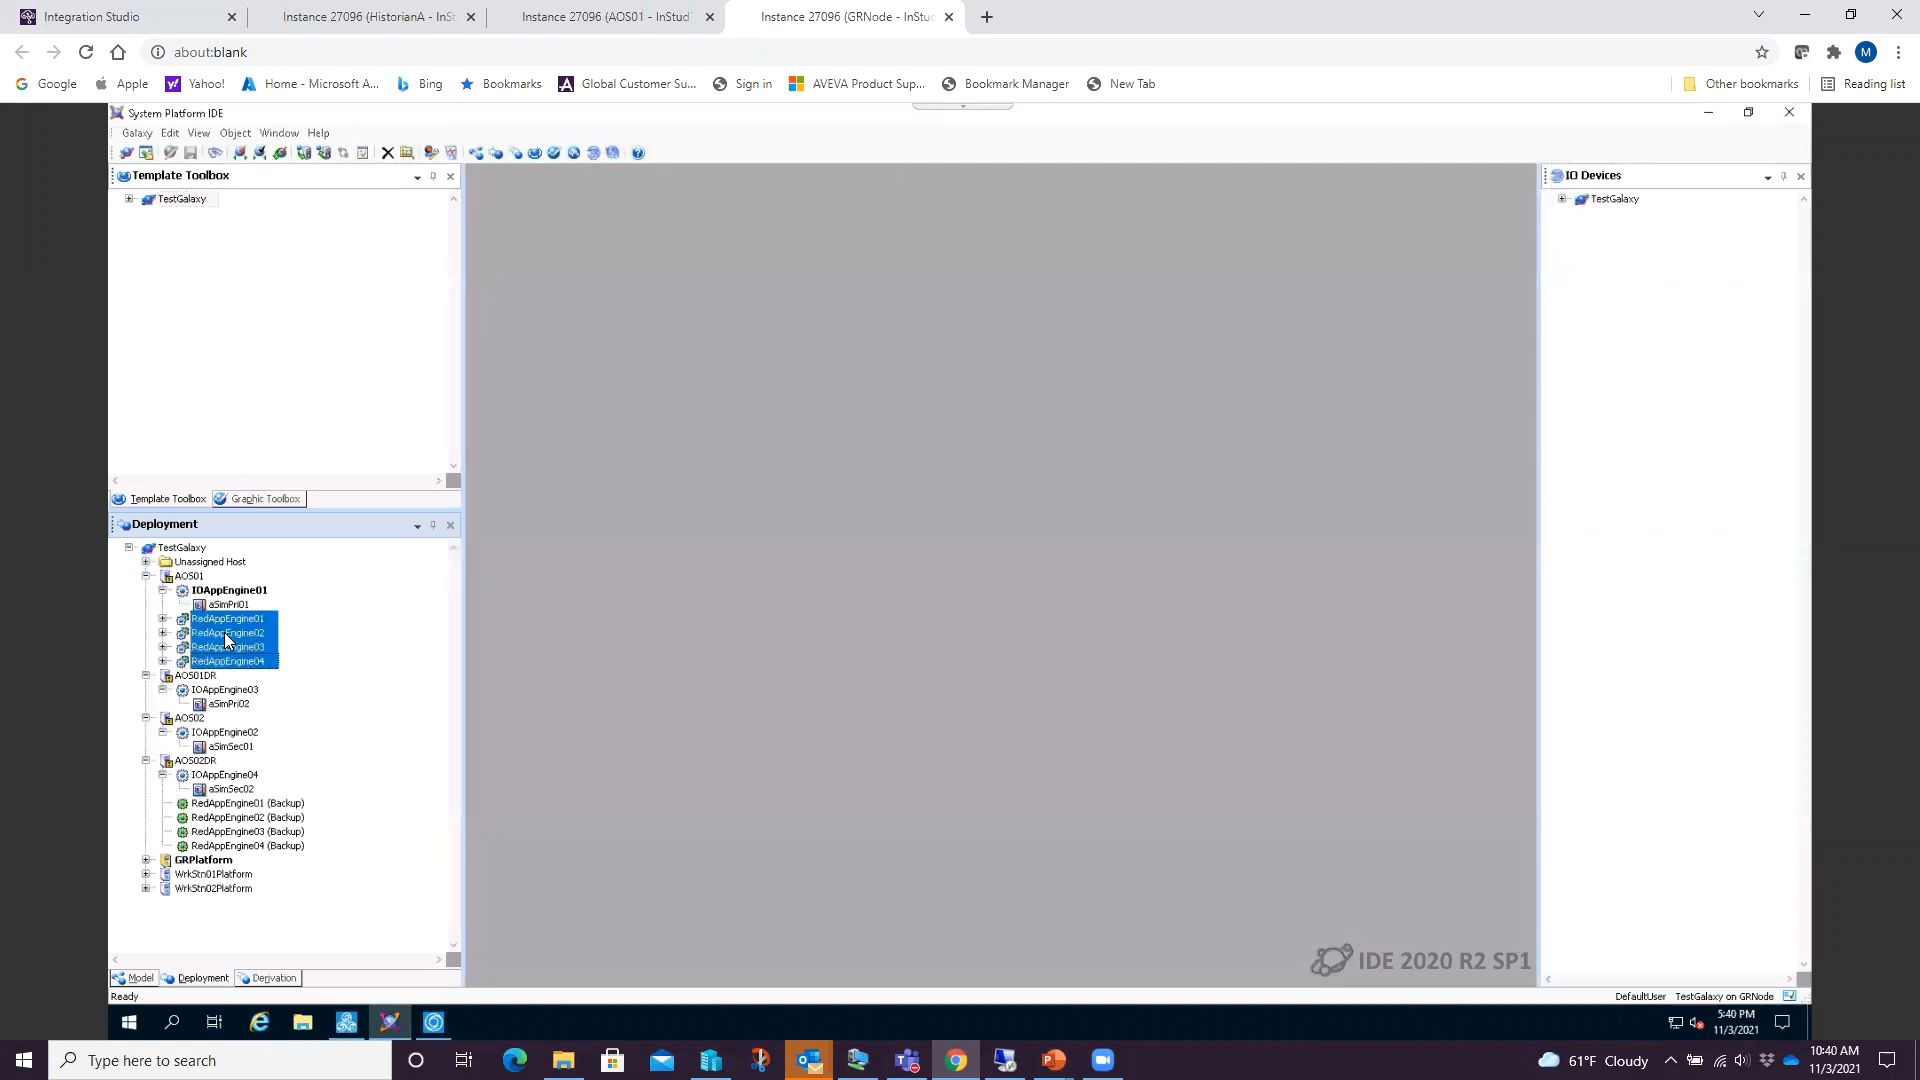 Integration Studio
Instance 27096 (HistorianA - InSt
Instance 27096 (AOS01 - InStud
Instance 27096 (GRNode - InStud
about:blank
M
Google
Apple
Yahoo!
Home - Microsoft A...
Bing
Bookmarks
Global Customer Su...
Sign in
AVEVA Product Sup...
Bookmark Manager
New Tab
Other bookmarks
Reading list
System Platform IDE
Galaxy Edit View Object Window Help
Template Toolbox
TestGalaxy
IO Devices
TestGalaxy
Template Toolbox
Graphic Toolbox
Deployment
TestGalaxy
Unassigned Host
AOS01
IOAppEngine01
aSimPri01
RedAppEngine01
RedAppEngine02
RedAppEngine03
RedAppEngine04
AOS01DR
IOAppEngine03
aSimPri02
AOS02
IOAppEngine02
aSimSec01
AOS02DR
IOAppEngine04
aSimSec02
RedAppEngine01 (Backup)
RedAppEngine02 (Backup)
RedAppEngine03 (Backup)
RedAppEngine04 (Backup)
GRPlatform
WrkStn01Platform
WrkStn02Platform
IDE 2020 R2 SP1
Model
Deployment
Derivation
Ready
DefaultUser
TestGalaxy on GRNode
5:40 PM
11/3/2021
Type here to search
61°F Cloudy
10:40 AM
11/3/2021